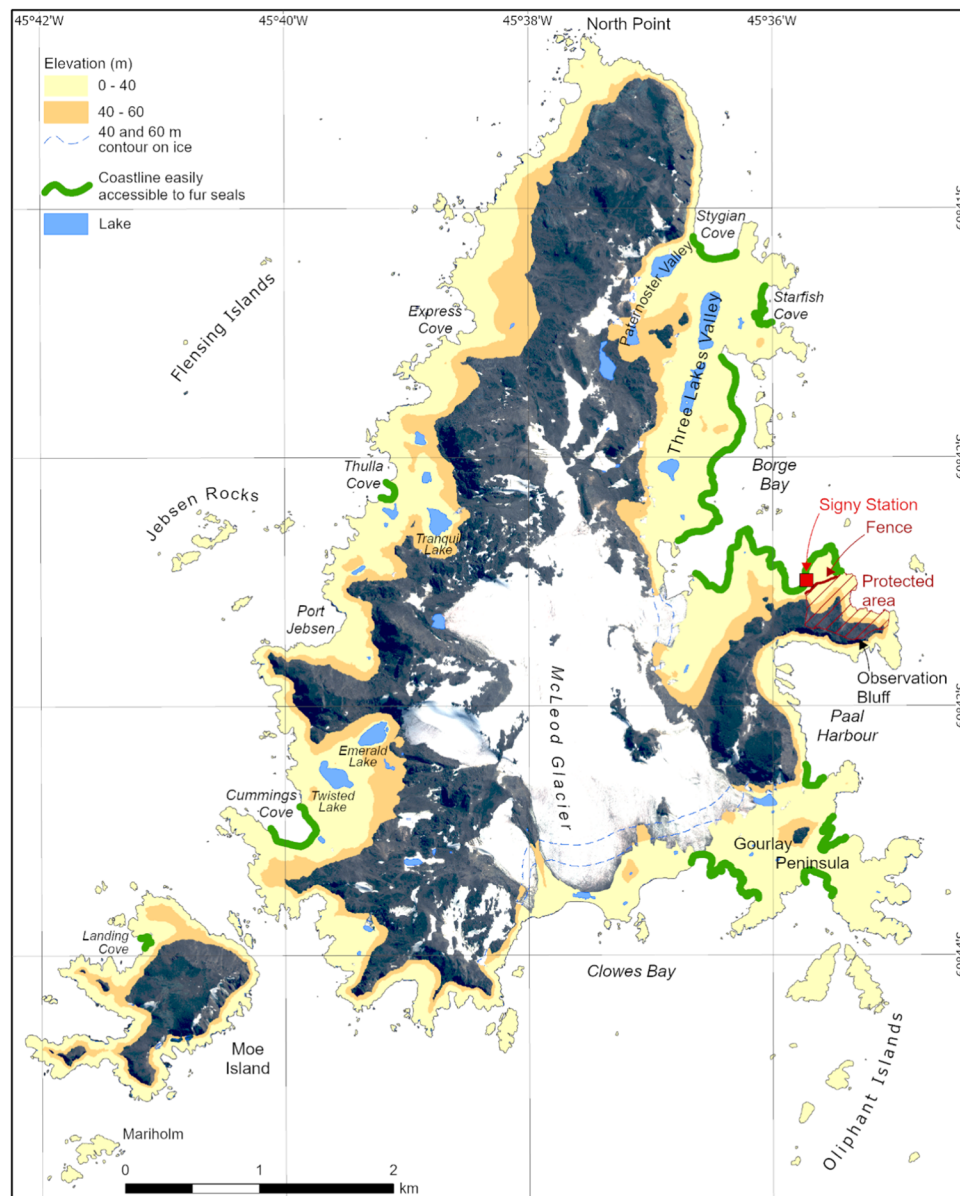 45°42'W
45°40'W
45°38'W
45°36'W
North Point
Elevation (m)
0 - 40
40 - 60
40 and 60 m
contour on ice
Coastline easily
accessible to fur seals
Lake
Stygian
Cove
Paternoster Valley
Starfish
Cove
Three Lakes Valley
Express
Cove
Flensing Islands
Thulla
Cove
Borge
Bay
Jebsen Rocks
Signy Station
Fence
Tranquil
Lake
Protected
area
Port
Jebsen
Observation
Bluff
McLeod Glacier
Paal
Harbour
Emerald
Lake
Twisted
Lake
Cummings
Cove
Gourlay
Peninsula
Landing
Cove
Clowes Bay
Moe
Island
Oliphant Islands
Mariholm
0
1
2
km